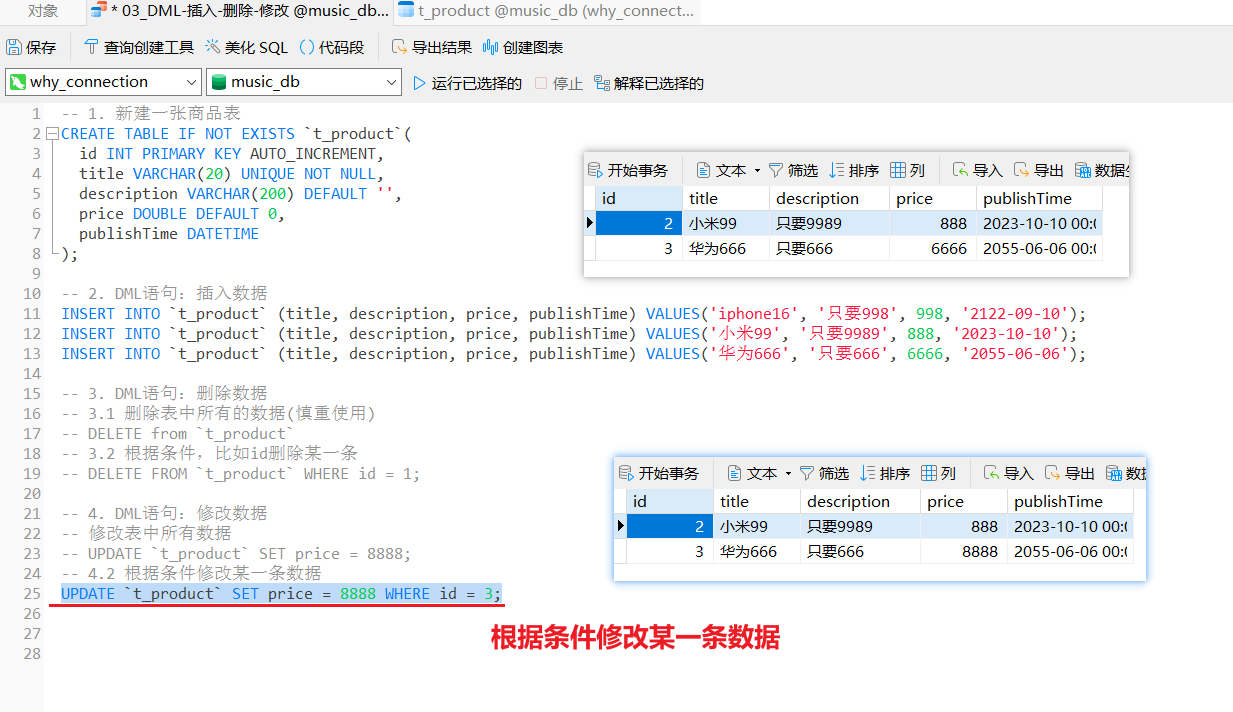 对象
* 03_DML-插入-删除-修改 @music_db...
t_product @music_db (why_connect...
保存 查询创建工具 美化 SQL () 代码段 导出结果 创建图表
why_connection music_db 运行已选择的 停止 解释已选择的
1 -- 1. 新建一张商品表
2 CREATE TABLE IF NOT EXISTS `t_product`(
3 id INT PRIMARY KEY AUTO_INCREMENT,
4 title VARCHAR(20) UNIQUE NOT NULL,
5 description VARCHAR(200) DEFAULT '',
6 price DOUBLE DEFAULT 0,
7 publishTime DATETIME
8 );
9
10 -- 2. DML语句: 插入数据
11 INSERT INTO `t_product` (title, description, price, publishTime) VALUES('iphone16', '只要998', 998, '2122-09-10');
12 INSERT INTO `t_product` (title, description, price, publishTime) VALUES('小米99', '只要9989', 888, '2023-10-10');
13 INSERT INTO `t_product` (title, description, price, publishTime) VALUES('华为666', '只要666', 6666, '2055-06-06');
14
15 -- 3. DML语句: 删除数据
16 -- 3.1 删除表中所有的数据(慎重使用)
17 -- DELETE from `t_product`
18 -- 3.2 根据条件, 比如id删除某一条
19 -- DELETE FROM `t_product` WHERE id = 1;
20
21 -- 4. DML语句: 修改数据
22 -- 修改表中所有数据
23 -- UPDATE `t_product` SET price = 8888;
24 -- 4.2 根据条件修改某一条数据
25 UPDATE `t_product` SET price = 8888 WHERE id = 3;
26
27
28
开始事务 文本 筛选 排序 列 导入 导出 数据
id title description price publishTime
2 小米99 只要9989 888 2023-10-10 00:0
3 华为666 只要666 6666 2055-06-06 00:0
开始事务 文本 筛选 排序 列 导入 导出 数
id title description price publishTime
2 小米99 只要9989 888 2023-10-10 00:0
3 华为666 只要666 8888 2055-06-06 00:0
根据条件修改某一条数据